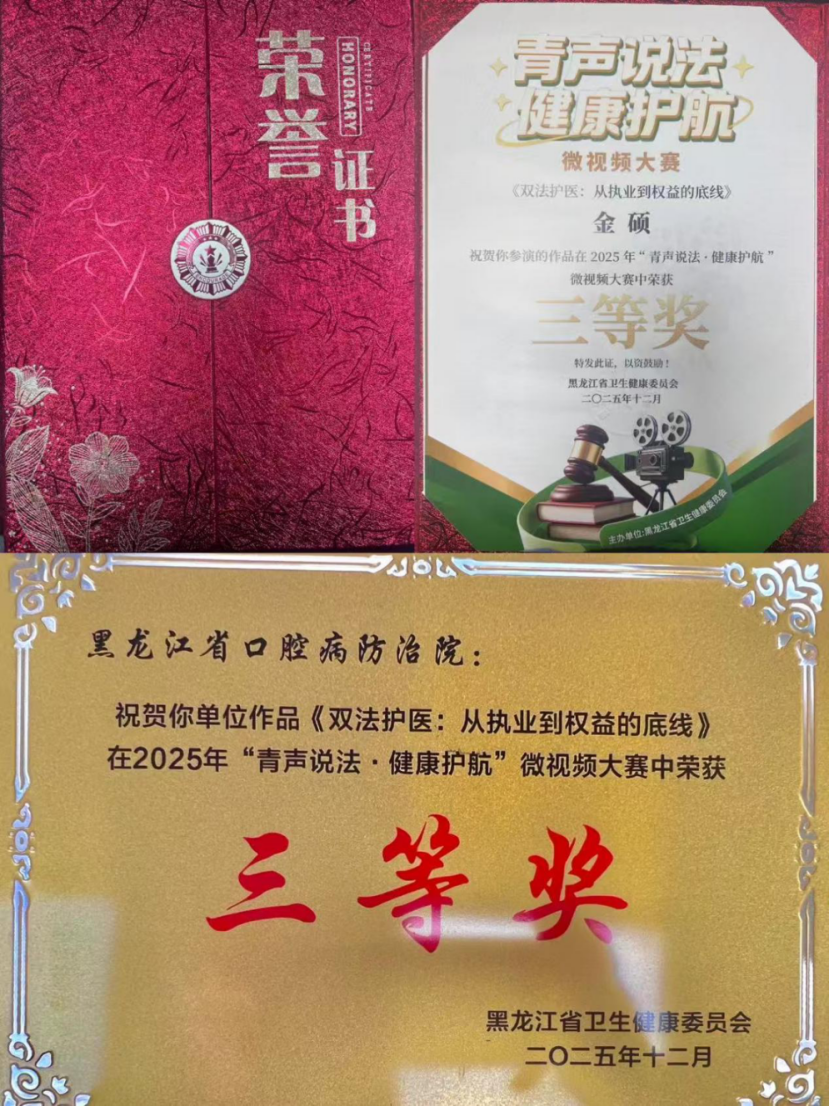 荣誉
证书
CERTIFICATE
HONORARY
青声说法
健康护航
微视频大赛
《双法护医：从执业到权益的底线》
金硕
祝贺你参演的作品在2025年“青声说法·健康护航”
微视频大赛中荣获
三等奖
特发此证，以资鼓励！
黑龙江省卫生健康委员会
二〇二五年十二月
主办单位:黑龙江省卫生健康委员会
黑龙江省口腔病防治院：
祝贺你单位作品《双法护医：从执业到权益的底线》
在2025年“青声说法·健康护航”微视频大赛中荣获
三等奖
黑龙江省卫生健康委员会
二〇二五年十二月